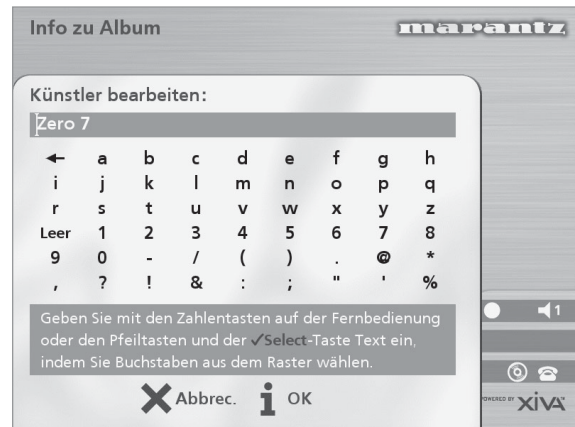 Info zu Album
marantz
Künstler bearbeiten:
Zero 7
← a b c d e f g h
i j k l m n o p q
r s t u v w x y z
Leer 1 2 3 4 5 6 7 8
9 0 - / ( ) . @ *
, ? ! & : ; " ' %
Geben Sie mit den Zahlentasten auf der Fernbedienung
oder den Pfeiltasten und der ✓Select-Taste Text ein,
indem Sie Buchstaben aus dem Raster wählen.
1
Abbrec. i OK
POWERED BY XIVA